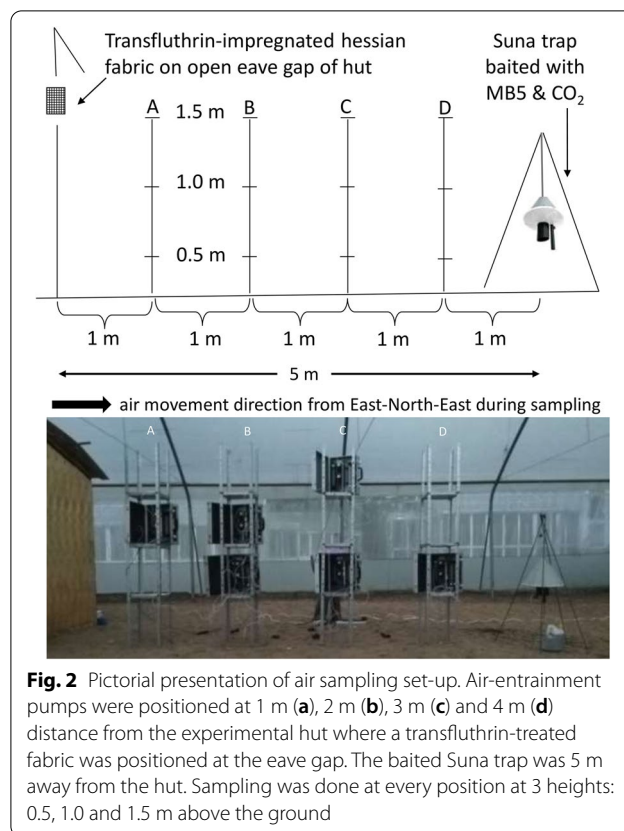 Transfluthrin-impregnated hessian
fabric on open eave gap of hut
Suna trap
baited with
MB5 & CO₂
A 1.5 m B C D
1.0 m
0.5 m
1 m 1 m 1 m 1 m 1 m
5 m
air movement direction from East-North-East during sampling
A B C D
Fig. 2 Pictorial presentation of air sampling set-up. Air-entrainment
pumps were positioned at 1 m (a), 2 m (b), 3 m (c) and 4 m (d)
distance from the experimental hut where a transfluthrin-treated
fabric was positioned at the eave gap. The baited Suna trap was 5 m
away from the hut. Sampling was done at every position at 3 heights:
0.5, 1.0 and 1.5 m above the ground